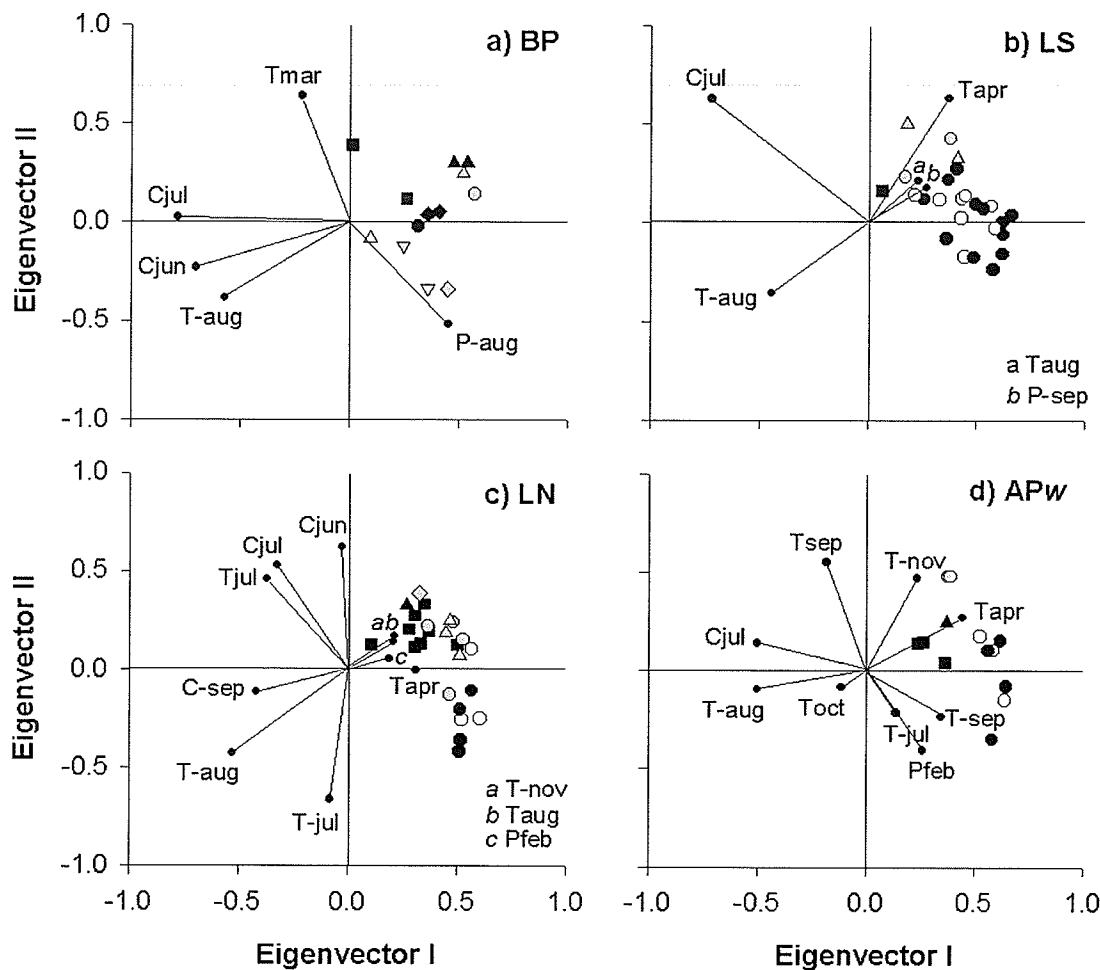 a) BP
1.0
0.5
0.0
-0.5
-1.0
Eigenvector II
Tmar
Cjul
Cjun
T-aug
P-aug
b) LS
Cjul
Tapr
a
b
T-aug
a Taug
b P-sep
c) LN
1.0
0.5
0.0
-0.5
-1.0
Eigenvector II
Cjun
Cjul
Tjul
ab
c
Tapr
C-sep
T-aug
T-jul
a T-nov
b Taug
c Pfeb
-1.0 -0.5 0.0 0.5 1.0
Eigenvector I
d) APw
Tsep
T-nov
Tapr
Cjul
T-aug
Toct
T-sep
T-jul
Pfeb
-1.0 -0.5 0.0 0.5 1.0
Eigenvector I